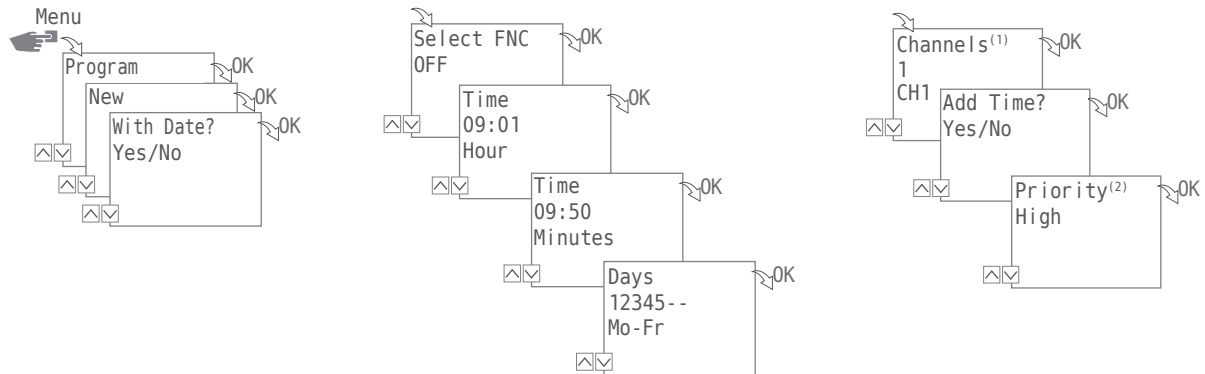 Menu
Program
OK
New
OK
With Date?
OK
Yes/No
Select FNC
OK
OFF
Time
OK
09:01
Hour
Time
OK
09:50
Minutes
Days
OK
12345--
Mo-Fr
Channels(1)
OK
1
CH1
Add Time?
OK
Yes/No
Priority(2)
OK
High